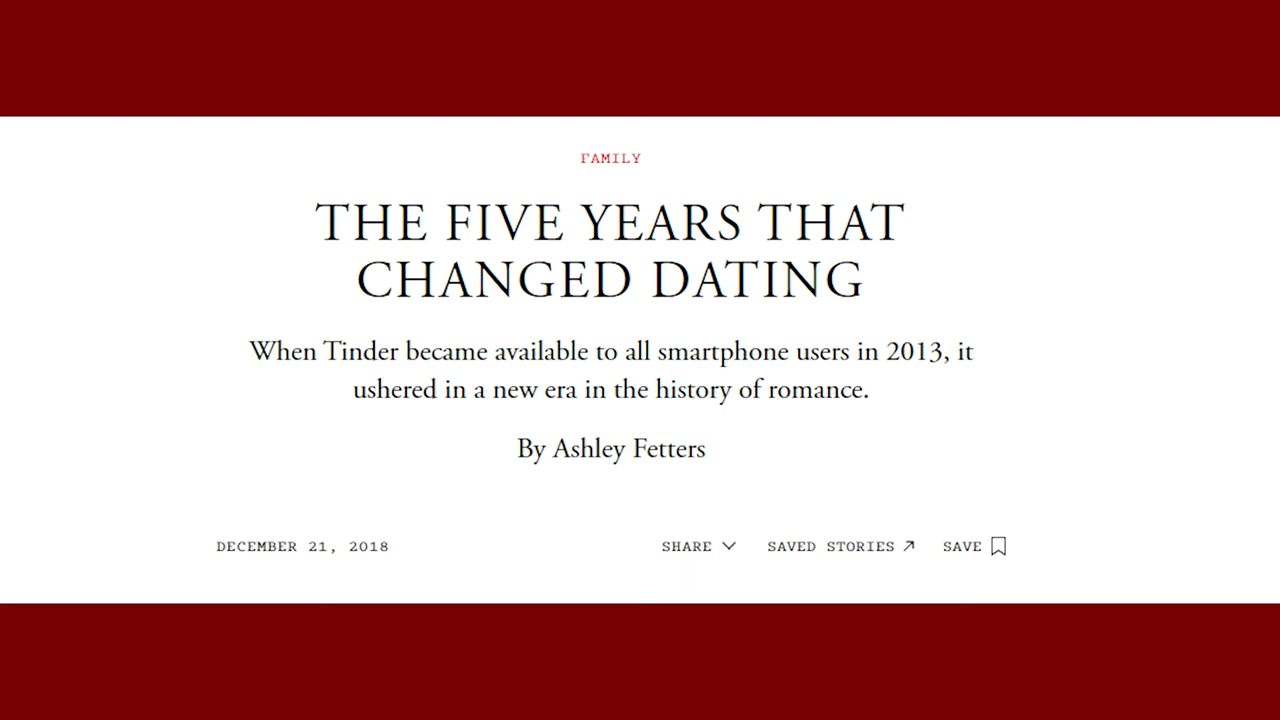 FAMILY
THE FIVE YEARS THAT
CHANGED DATING
When Tinder became available to all smartphone users in 2013, it
ushered in a new era in the history of romance.
By Ashley Fetters
DECEMBER 21, 2018 SHARE SAVED STORIES SAVE